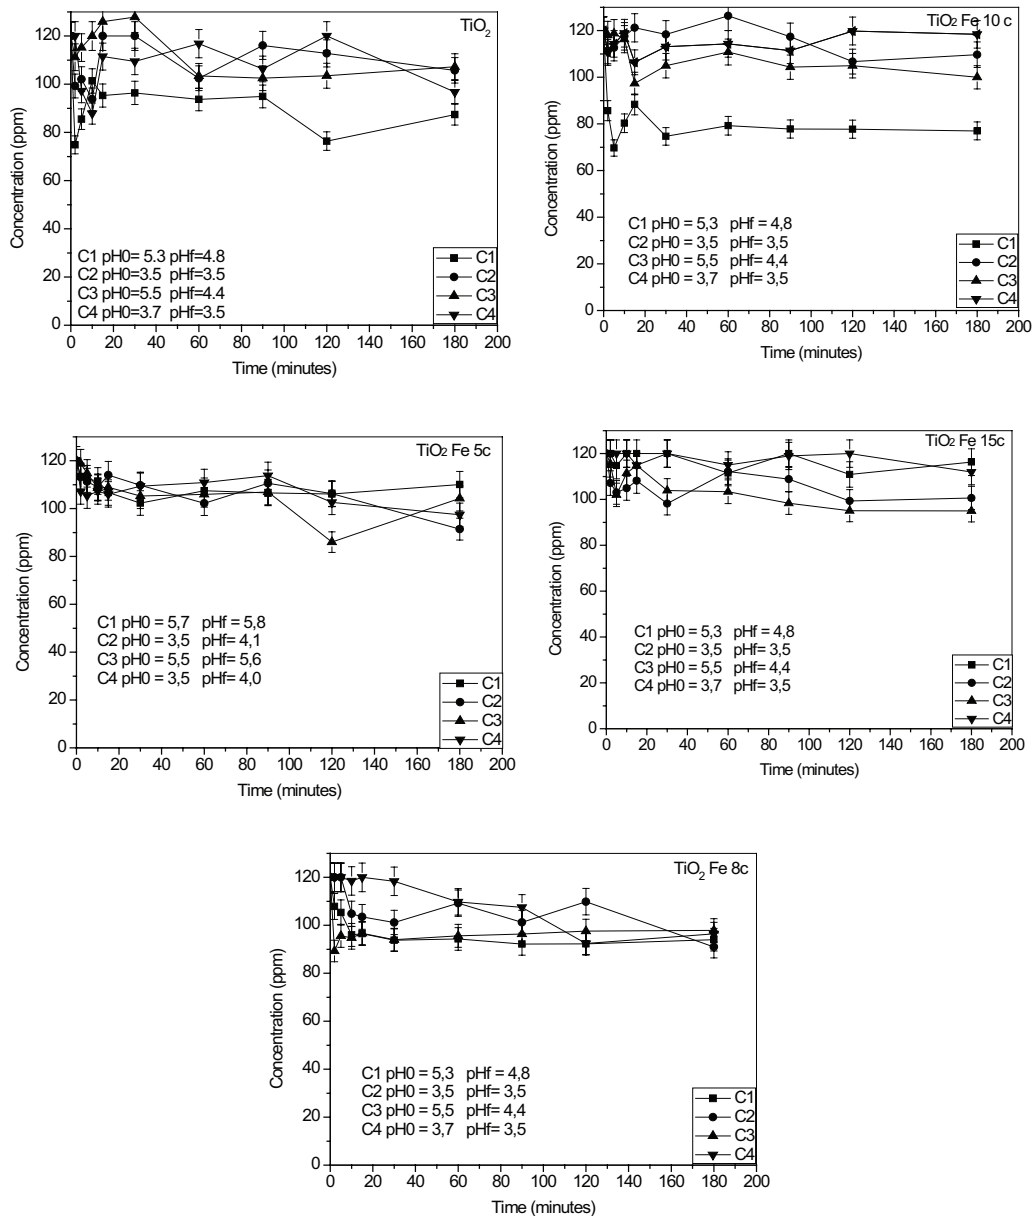 TiO2
120
100
80
60
40
20
0
Concentration (ppm)
C1 pH0= 5.3 pHf=4.8
C2 pH0=3.5 pHf=3.5
C3 pH0=5.5 pHf=4.4
C4 pH0=3.7 pHf=3.5
C1
C2
C3
C4
0 20 40 60 80 100 120 140 160 180 200
Time (minutes)
TiO2 Fe 10 c
120
100
80
60
40
20
0
Concentration (ppm)
C1 pH0 = 5,3 pHf = 4,8
C2 pH0 = 3,5 pHf= 3,5
C3 pH0 = 5,5 pHf= 4,4
C4 pH0 = 3,7 pHf= 3,5
C1
C2
C3
C4
0 20 40 60 80 100 120 140 160 180 200
Time (minutes)
TiO2 Fe 5c
120
100
80
60
40
20
0
Concentration (ppm)
C1 pH0 = 5,7 pHf = 5,8
C2 pH0 = 3,5 pHf= 4,1
C3 pH0 = 5,5 pHf= 5,6
C4 pH0 = 3,5 pHf= 4,0
C1
C2
C3
C4
0 20 40 60 80 100 120 140 160 180 200
Time (minutes)
TiO2 Fe 15c
120
100
80
60
40
20
0
Concentration (ppm)
C1 pH0 = 5,3 pHf = 4,8
C2 pH0 = 3,5 pHf= 3,5
C3 pH0 = 5,5 pHf= 4,4
C4 pH0 = 3,7 pHf= 3,5
C1
C2
C3
C4
0 20 40 60 80 100 120 140 160 180 200
Time (minutes)
TiO2 Fe 8c
120
100
80
60
40
20
0
Concentration (ppm)
C1 pH0 = 5,3 pHf = 4,8
C2 pH0 = 3,5 pHf= 3,5
C3 pH0 = 5,5 pHf= 4,4
C4 pH0 = 3,7 pHf= 3,5
C1
C2
C3
C4
0 20 40 60 80 100 120 140 160 180 200
Time (minutes)